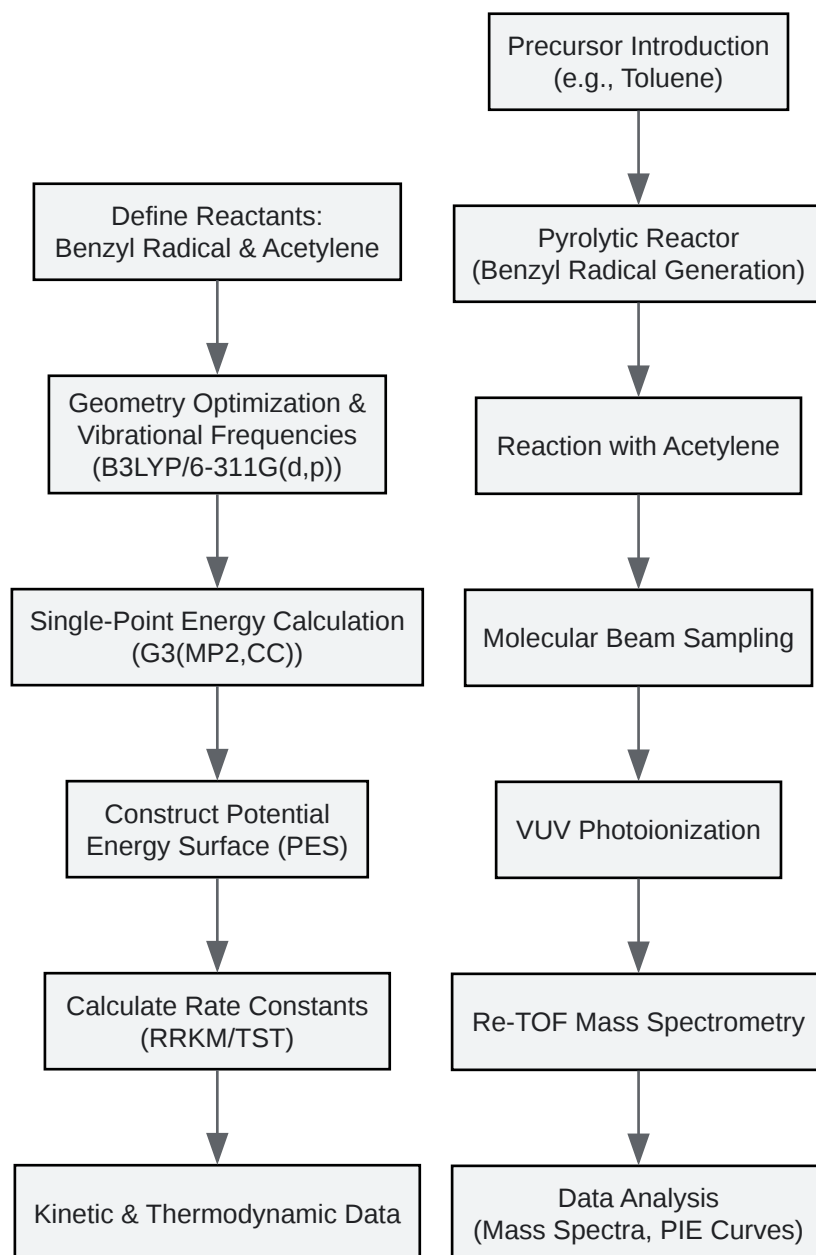 Define Reactants:
Benzyl Radical & Acetylene
Geometry Optimization &
Vibrational Frequencies
(B3LYP/6-311G(d,p))
Single-Point Energy Calculation
(G3(MP2,CC))
Construct Potential
Energy Surface (PES)
Calculate Rate Constants
(RRKM/TST)
Kinetic & Thermodynamic Data
Precursor Introduction
(e.g., Toluene)
Pyrolytic Reactor
(Benzyl Radical Generation)
Reaction with Acetylene
Molecular Beam Sampling
VUV Photoionization
Re-TOF Mass Spectrometry
Data Analysis
(Mass Spectra, PIE Curves)